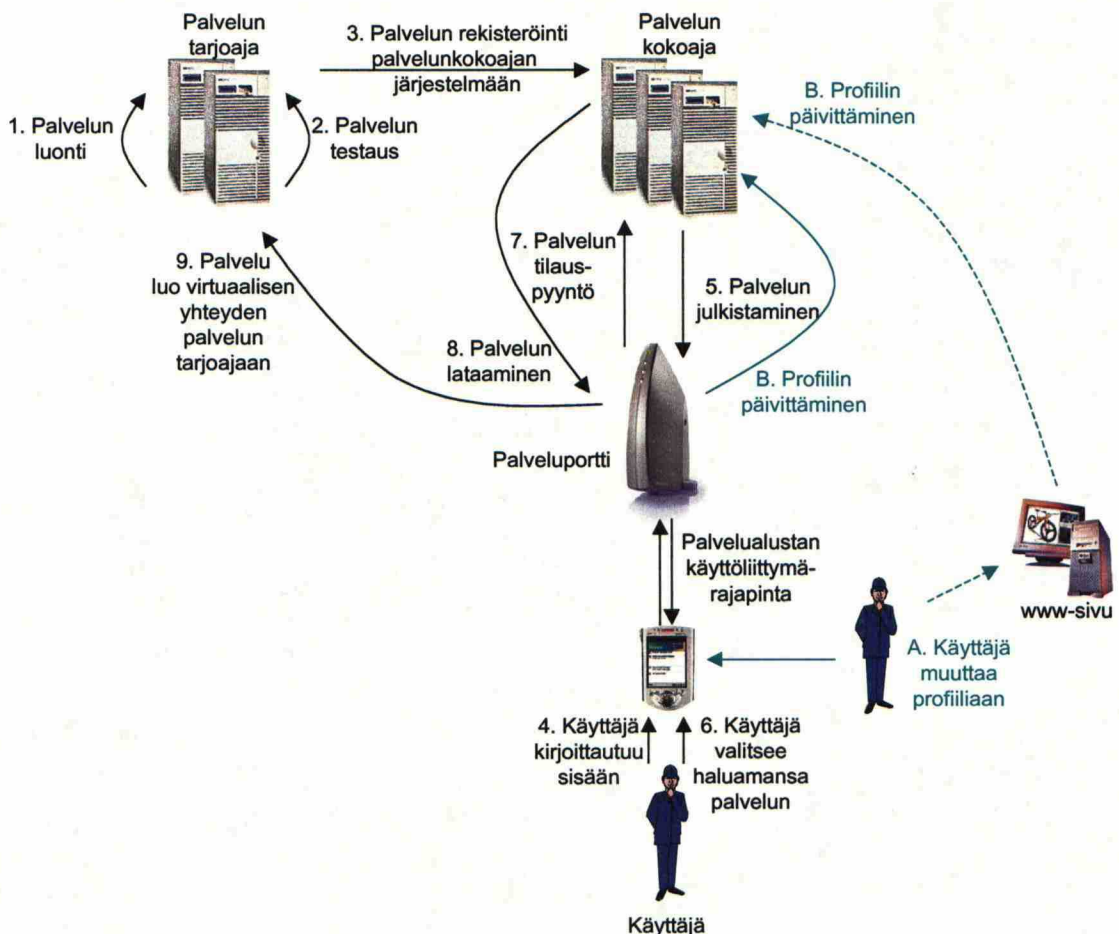 Palvelun
tarjoaja
3. Palvelun rekisteröinti
palvelunkokoajan
järjestelmään
Palvelun
kokoaja
1. Palvelun
luonti
2. Palvelun
testaus
B. Profiilin
päivittäminen
9. Palvelu
luo virtuaalisen
yhteyden
palvelun
tarjoajaan
7. Palvelun
tilaus-
pyyntö
5. Palvelun
julkistaminen
8. Palvelun
lataaminen
B. Profiilin
päivittäminen
Palveluportti
Palvelualustan
käyttöliittymä-
rajapinta
www-sivu
A. Käyttäjä
muuttaa
profiiliaan
4. Käyttäjä
kirjoittautuu
sisään
6. Käyttäjä
valitsee
haluamansa
palvelun
Käyttäjä